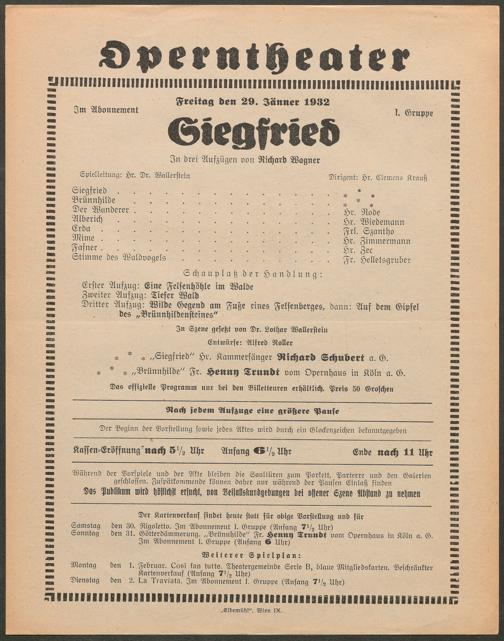 Operntheater
Freitag den 29. Jänner 1932
Im Abonnement
I. Gruppe
Siegfried
In drei Aufzügen von Richard Wagner
Spielleitung: Hr. Dr. Wallerstein
Dirigent: Hr. Clemens Krauß
Siegfried . . . . . . . . . . . . * * *
Brünnhilde . . . . . . . . . . . . * * *
Der Wanderer . . . . . . . . . . . . Hr. Rode
Alberich . . . . . . . . . . . . Hr. Wiedemann
Erda . . . . . . . . . . . . Frl. Szantho
Mime . . . . . . . . . . . . Hr. Zimmermann
Fafner . . . . . . . . . . . . Hr. Zec
Stimme des Waldvogels . . . . . . . . . Fr. Helletsgruber
Schauplatz der Handlung:
Erster Aufzug: Eine Felsenhöhle im Walde
Zweiter Aufzug: Tiefer Wald
Dritter Aufzug: Wilde Gegend am Fuße eines Felsenberges, dann: Auf dem Gipfel
des „Brünnhildensteines"
In Szene gesetzt von Dr. Lothar Wallerstein
Entwürfe: Alfred Roller
* * * „Siegfried" Hr. Kammersänger Richard Schubert a. G.
* * * „Brünnhilde" Fr. Henny Trundt vom Opernhaus in Köln a. G.
Das offizielle Programm nur bei den Billetteuren erhältlich. Preis 50 Groschen
Nach jedem Aufzuge eine größere Pause
Der Beginn der Vorstellung sowie jedes Aktes wird durch ein Glockenzeichen bekanntgegeben
Kassen-Eröffnung nach 5 1/2 Uhr
Anfang 6 1/2 Uhr
Ende nach 11 Uhr
Während der Vorspiele und der Akte bleiben die Saaltüren zum Parkett, Parterre und den Galerien
geschlossen. Zuspätkommende können daher nur während der Pausen Einlaß finden
Das Publikum wird höflichst ersucht, von Beifallskundgebungen bei offener Szene Abstand zu nehmen
Der Kartenverkauf findet heute statt für obige Vorstellung und für
Samstag den 30. Rigoletto. Im Abonnement I. Gruppe (Anfang 7 1/2 Uhr)
Sonntag den 31. Götterdämmerung. „Brünnhilde" Fr. Henny Trundt vom Opernhaus in Köln a. G.
Im Abonnement I. Gruppe (Anfang 6 Uhr)
Weiterer Spielplan:
Montag den 1. Februar. Cosi fan tutte. Theatergemeinde Serie B, blaue Mitgliedskarten. Beschränkter
Kartenverkauf (Anfang 7 1/2 Uhr)
Dienstag den 2. La Traviata. Im Abonnement I. Gruppe (Anfang 7 1/2 Uhr)
„Elbemühl", Wien IX.